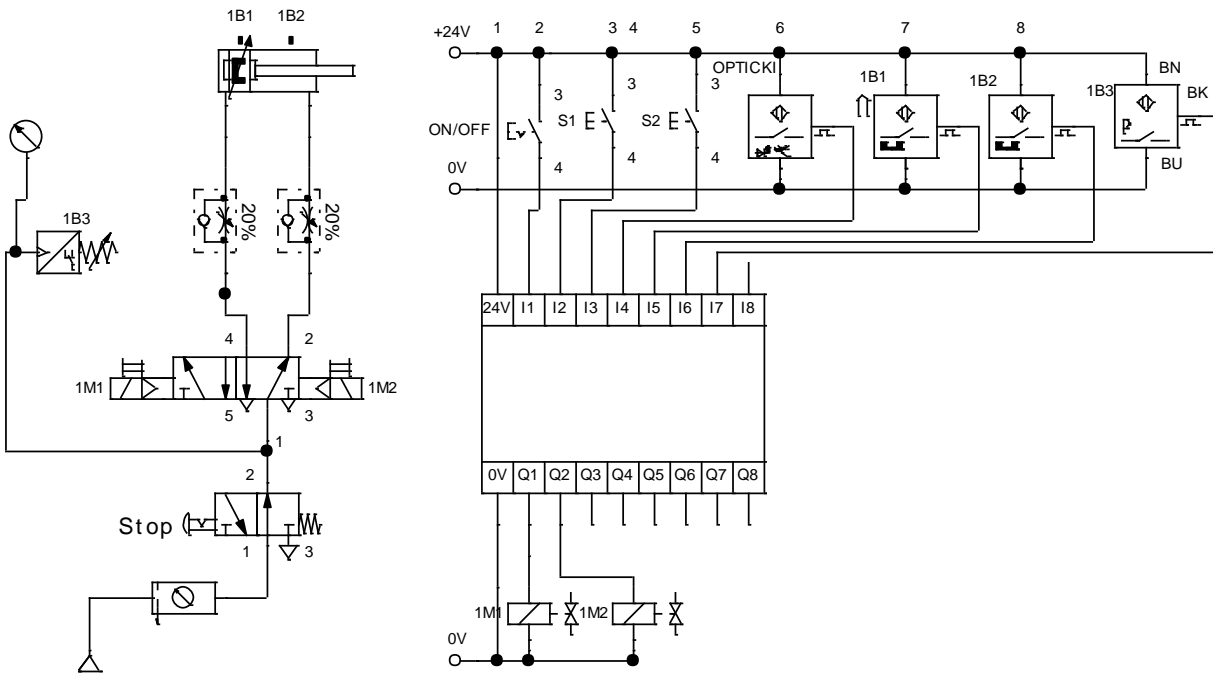 1B1 1B2
1B3
20% 20%
4 2
1M1 1M2
5 3
1
2
Stop
1 3
+24V 1 2 3 4 5 6 7 8
OPTICKI 1B1 1B2 1B3 BN
3 3 3 BK
ON/OFF S1 S2
4 4 4 BU
0V
24V I1 I2 I3 I4 I5 I6 I7 I8
0V Q1 Q2 Q3 Q4 Q5 Q6 Q7 Q8
1M1 1M2
0V